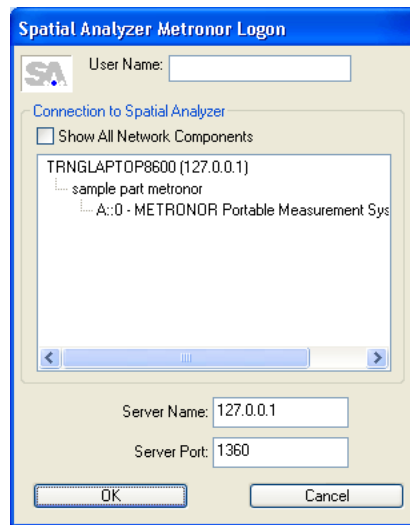 Spatial Analyzer Metronor Logon
SA
User Name:
Connection to Spatial Analyzer
Show All Network Components
TRNGLAPTOP8600 (127.0.0.1)
sample part metronor
A::0 - METRONOR Portable Measurement Sys
Server Name: 127.0.0.1
Server Port: 1360
OK Cancel